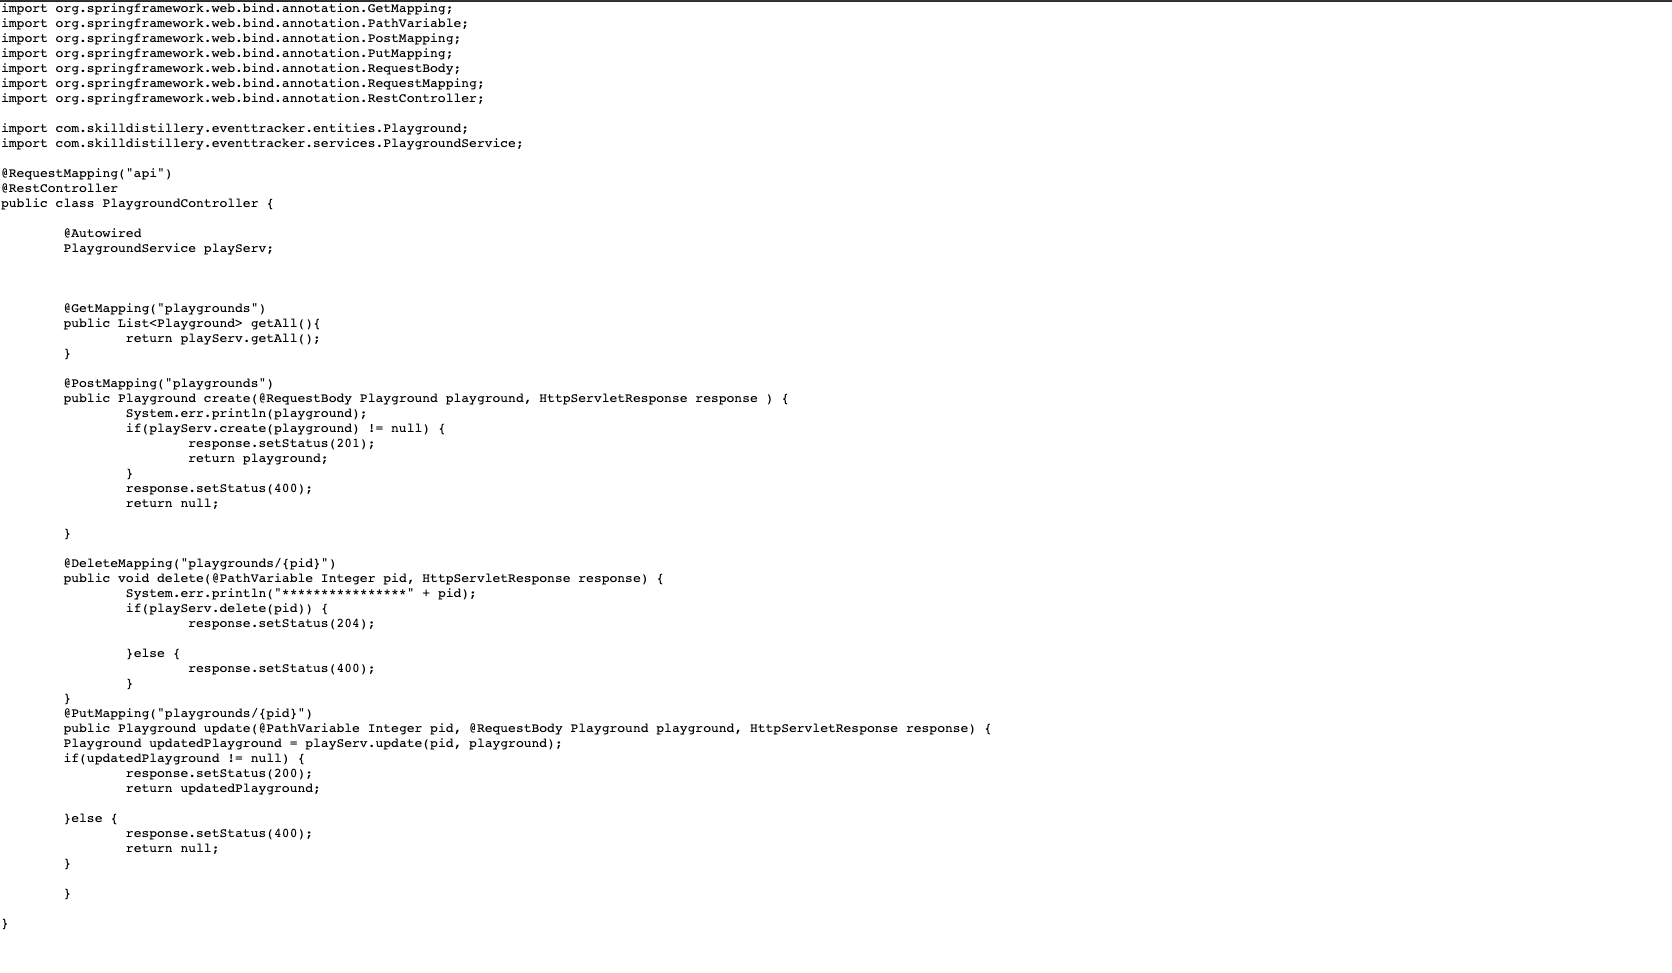 import org.springframework.web.bind.annotation.GetMapping;
import org.springframework.web.bind.annotation.PathVariable;
import org.springframework.web.bind.annotation.PostMapping;
import org.springframework.web.bind.annotation.PutMapping;
import org.springframework.web.bind.annotation.RequestBody;
import org.springframework.web.bind.annotation.RequestMapping;
import org.springframework.web.bind.annotation.RestController;

import com.skilldistillery.eventtracker.entities.Playground;
import com.skilldistillery.eventtracker.services.PlaygroundService;

@RequestMapping("api")
@RestController
public class PlaygroundController {

        @Autowired
        PlaygroundService playServ;



        @GetMapping("playgrounds")
        public List<Playground> getAll(){
                return playServ.getAll();
        }

        @PostMapping("playgrounds")
        public Playground create(@RequestBody Playground playground, HttpServletResponse response ) {
                System.err.println(playground);
                if(playServ.create(playground) != null) {
                        response.setStatus(201);
                        return playground;
                }
                response.setStatus(400);
                return null;

        }

        @DeleteMapping("playgrounds/{pid}")
        public void delete(@PathVariable Integer pid, HttpServletResponse response) {
                System.err.println("****************" + pid);
                if(playServ.delete(pid)) {
                        response.setStatus(204);

                }else {
                        response.setStatus(400);
                }
        }
        @PutMapping("playgrounds/{pid}")
        public Playground update(@PathVariable Integer pid, @RequestBody Playground playground, HttpServletResponse response) {
        Playground updatedPlayground = playServ.update(pid, playground);
        if(updatedPlayground != null) {
                response.setStatus(200);
                return updatedPlayground;

        }else {
                response.setStatus(400);
                return null;
        }

        }

}